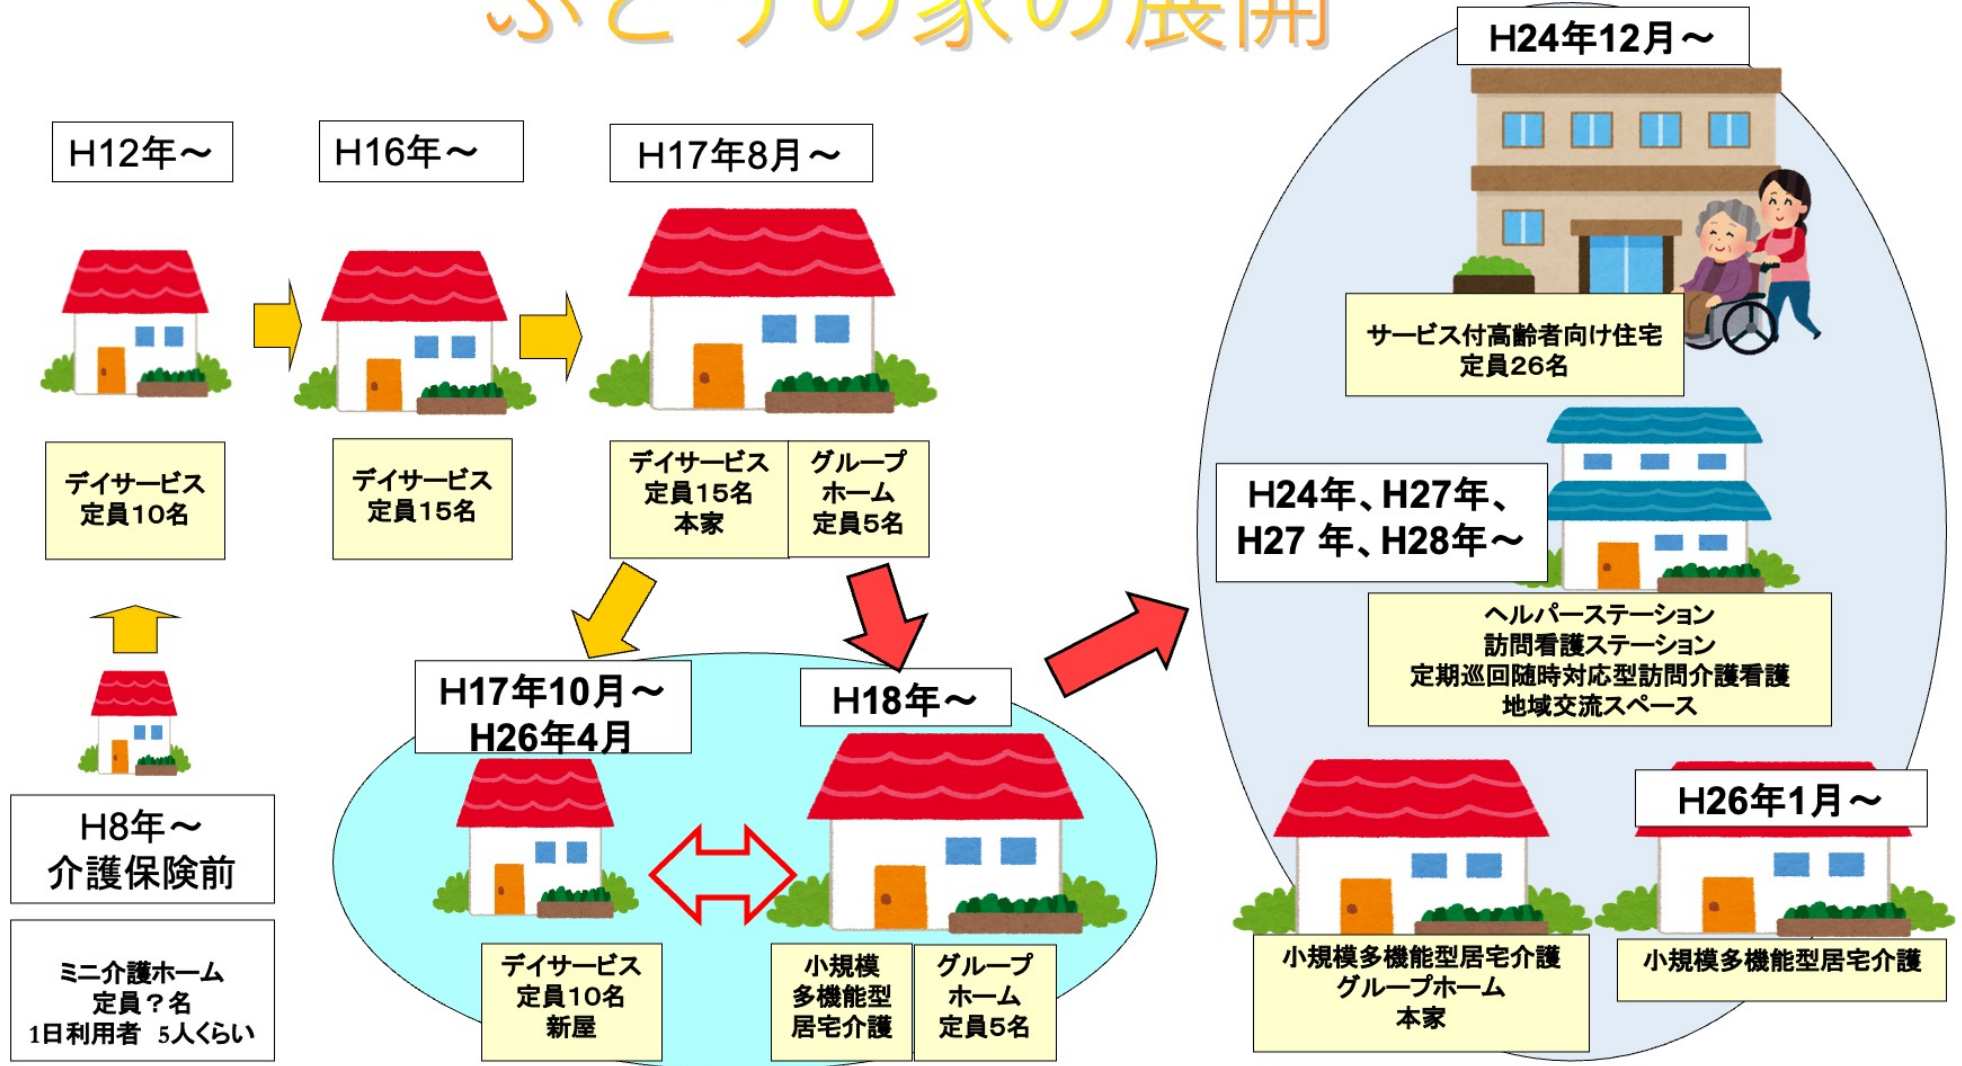 ぶどうの家の展開
H12年～
H16年～
H17年8月～
デイサービス
定員10名
デイサービス
定員15名
デイサービス
定員15名
本家
グループ
ホーム
定員5名
H8年～
介護保険前
ミニ介護ホーム
定員？名
1日利用者 5人くらい
H17年10月～
H26年4月
H18年～
デイサービス
定員10名
新屋
小規模
多機能型
居宅介護
グループ
ホーム
定員5名
H24年12月～
サービス付高齢者向け住宅
定員26名
H24年、H27年、
H27 年、H28年～
ヘルパーステーション
訪問看護ステーション
定期巡回随時対応型訪問介護看護
地域交流スペース
H26年1月～
小規模多機能型居宅介護
グループホーム
本家
小規模多機能型居宅介護